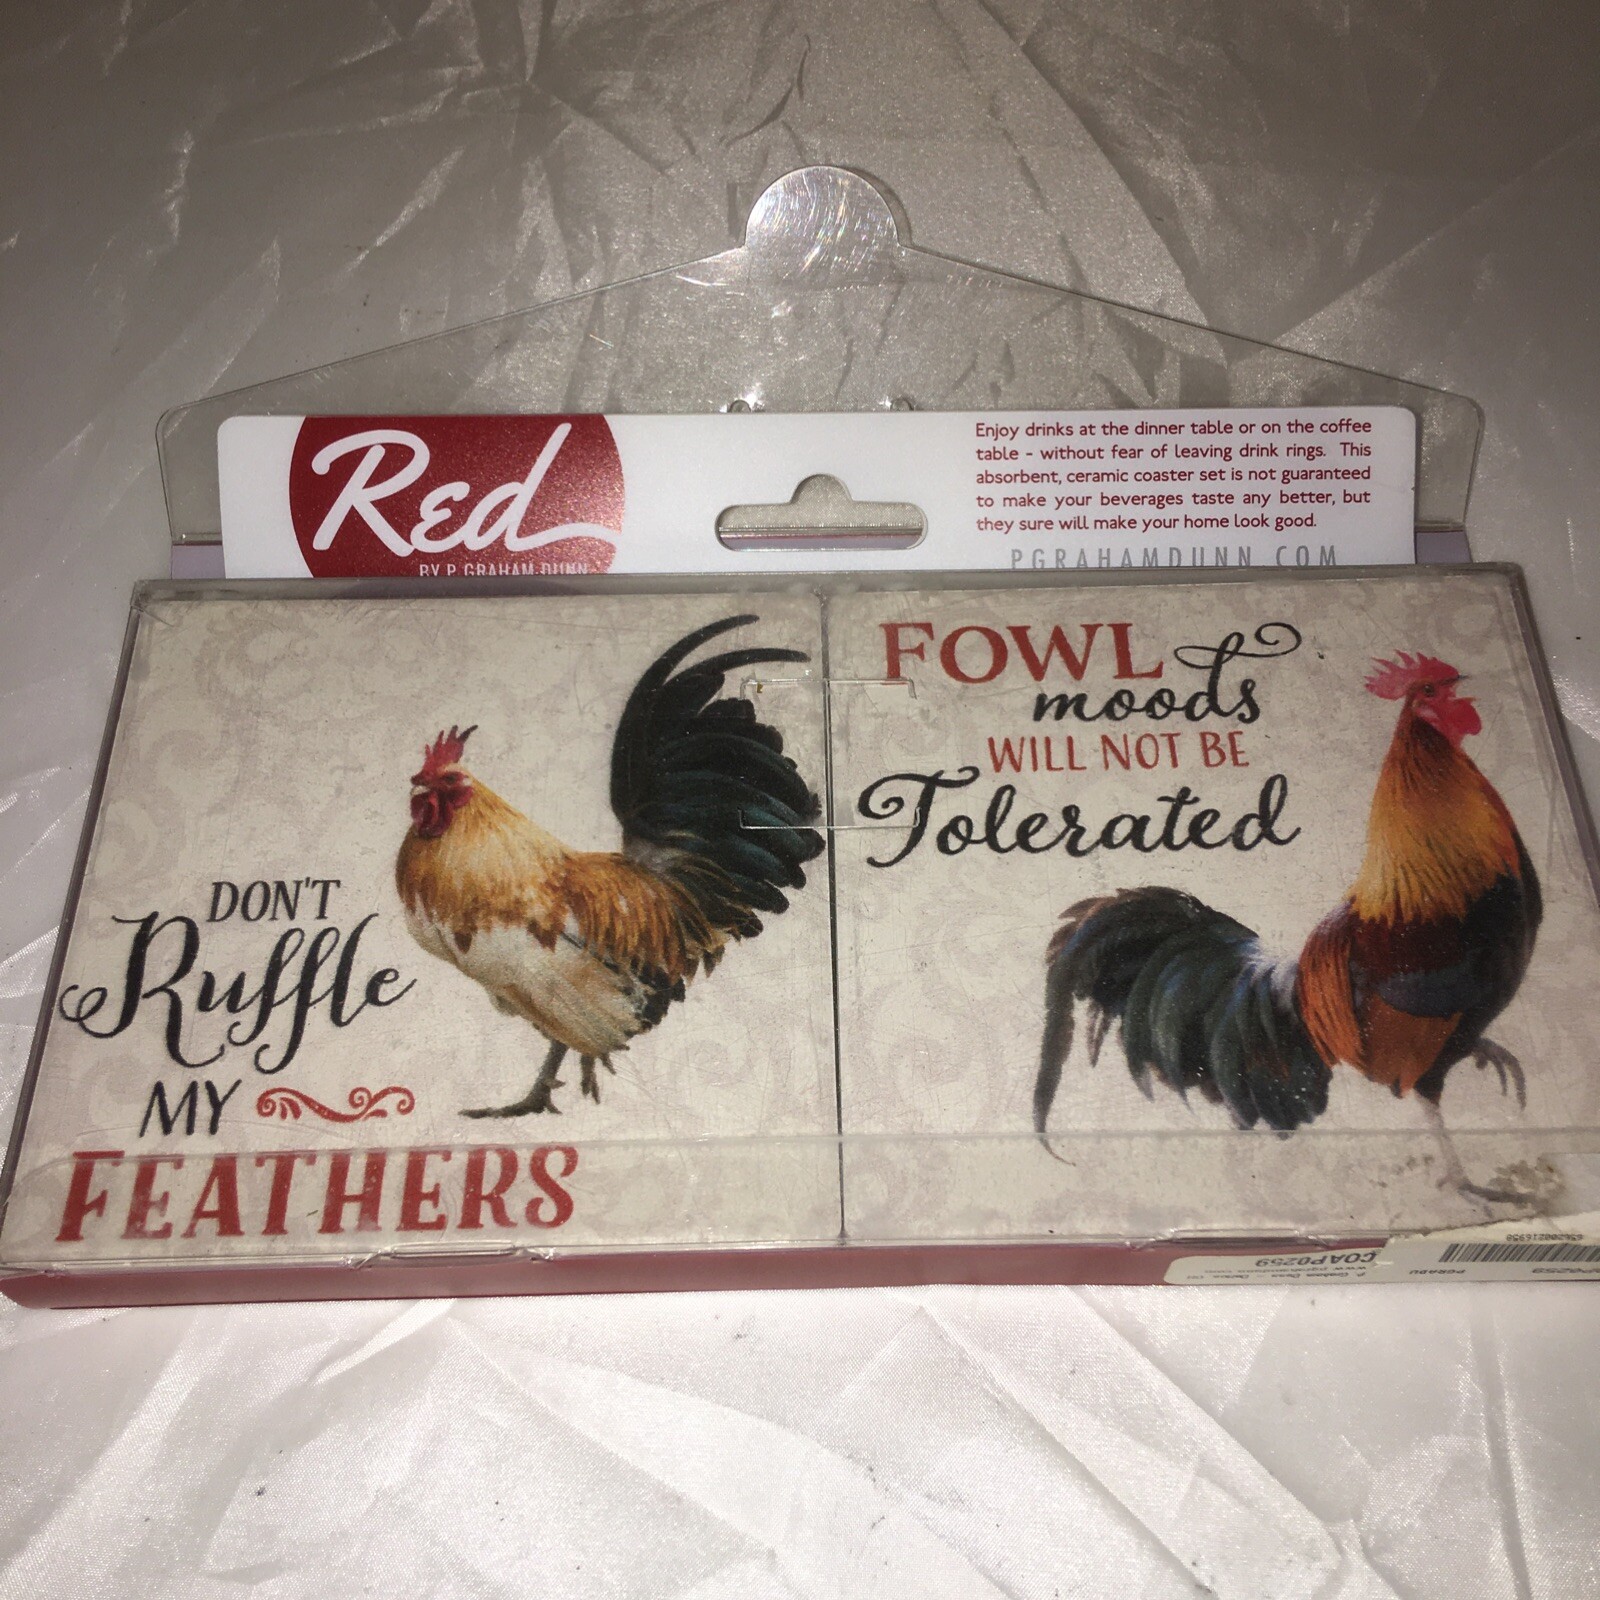 Red
BY P. GRAHAM DUNN
Enjoy drinks at the dinner table or on the coffee
table - without fear of leaving drink rings. This
absorbent, ceramic coaster set is not guaranteed
to make your beverages taste any better, but
they sure will make your home look good.
PGRAHAMDUNN.COM
DON'T
Ruffle
MY
FEATHERS
FOWL
moods
WILL NOT BE
Tolerated
COAP0259
PGRADU